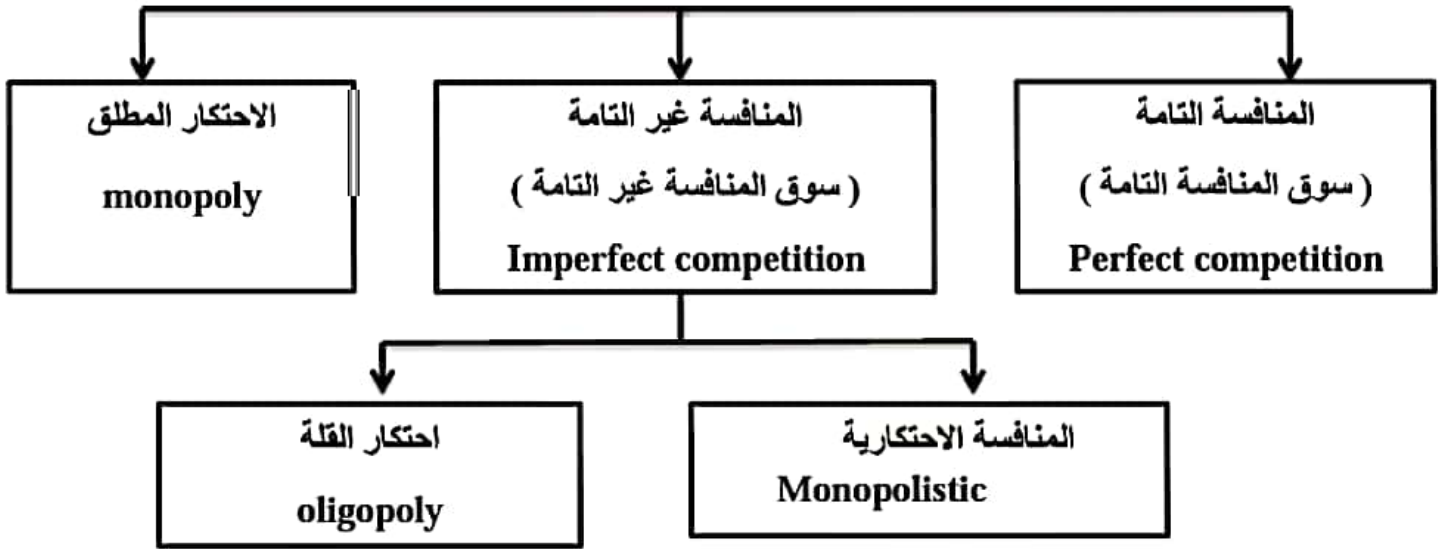 المنافسة التامة
( سوق المنافسة التامة )
Perfect competition
المنافسة غير التامة
( سوق المنافسة غير التامة )
Imperfect competition
الاحتكار المطلق
monopoly
المنافسة الاحتكارية
Monopolistic
احتكار القلة
oligopoly